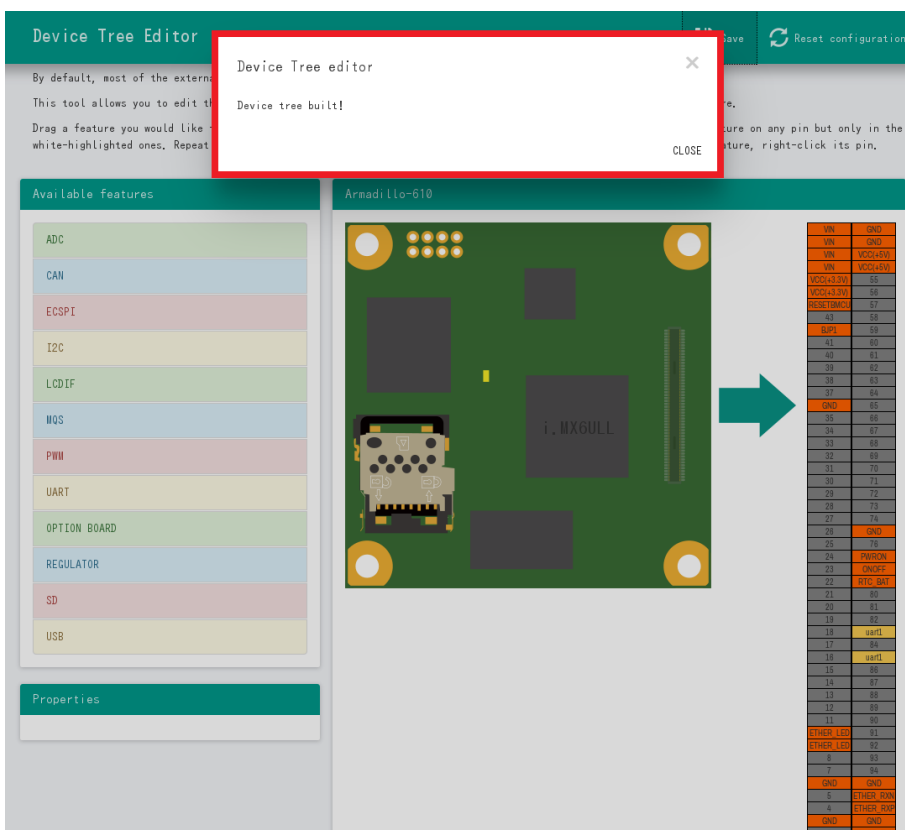 Device Tree Editor
Save
Reset configuration
By default, most of the externa
This tool allows you to edit th
re.
Drag a feature you would like
ture on any pin but only in the
white-highlighted ones. Repeat
ature, right-click its pin.
Device Tree editor
×
Device tree built!
CLOSE
Available features
ADC
CAN
ECSPI
I2C
LCDIF
MQS
PWM
UART
OPTION BOARD
REGULATOR
SD
USB
Properties
Armadillo-610
i.MX6ULL
VIN GND
VIN GND
VIN VCC(+5V)
VIN VCC(+5V)
VCC(+3.3V) 55
VCC(+3.3V) 56
RESETBMCU 57
43 58
BJP1 59
41 60
40 61
39 62
38 63
37 64
GND 65
35 66
34 67
33 68
32 69
31 70
30 71
29 72
28 73
27 74
26 GND
25 76
24 PWRON
23 ONOFF
22 RTC_BAT
21 80
20 81
19 82
18 uart1
17 84
16 uart1
15 86
14 87
13 88
12 89
11 90
ETHER_LED 91
ETHER_LED 92
8 93
7 94
GND GND
5 ETHER_RXN
4 ETHER_RXP
GND GND